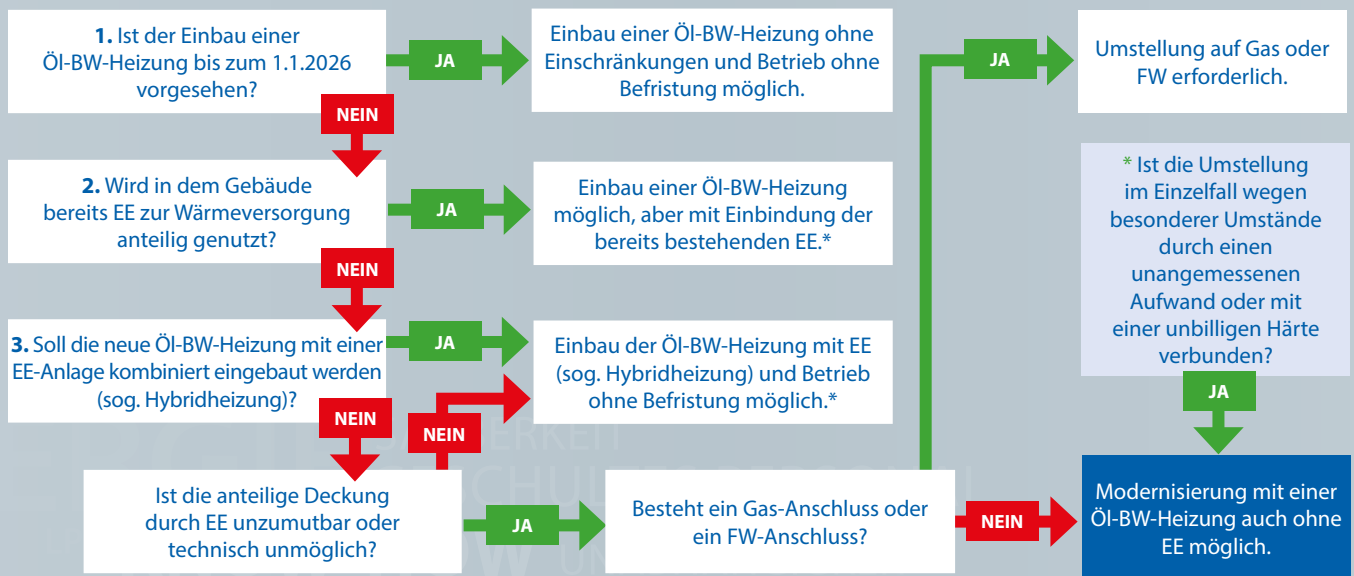 1. Ist der Einbau einer
Öl-BW-Heizung bis zum 1.1.2026
vorgesehen?
JA
Einbau einer Öl-BW-Heizung ohne
Einschränkungen und Betrieb ohne
Befristung möglich.
NEIN
2. Wird in dem Gebäude
bereits EE zur Wärmeversorgung
anteilig genutzt?
JA
Einbau einer Öl-BW-Heizung
möglich, aber mit Einbindung der
bereits bestehenden EE.*
NEIN
3. Soll die neue Öl-BW-Heizung mit einer
EE-Anlage kombiniert eingebaut werden
(sog. Hybridheizung)?
JA
Einbau der Öl-BW-Heizung mit EE
(sog. Hybridheizung) und Betrieb
ohne Befristung möglich.*
NEIN
NEIN
Ist die anteilige Deckung
durch EE unzumutbar oder
technisch unmöglich?
JA
Besteht ein Gas-Anschluss oder
ein FW-Anschluss?
JA
Umstellung auf Gas oder
FW erforderlich.
NEIN
* Ist die Umstellung
im Einzelfall wegen
besonderer Umstände
durch einen
unangemessenen
Aufwand oder mit
einer unbilligen Härte
verbunden?
JA
Modernisierung mit einer
Öl-BW-Heizung auch ohne
EE möglich.